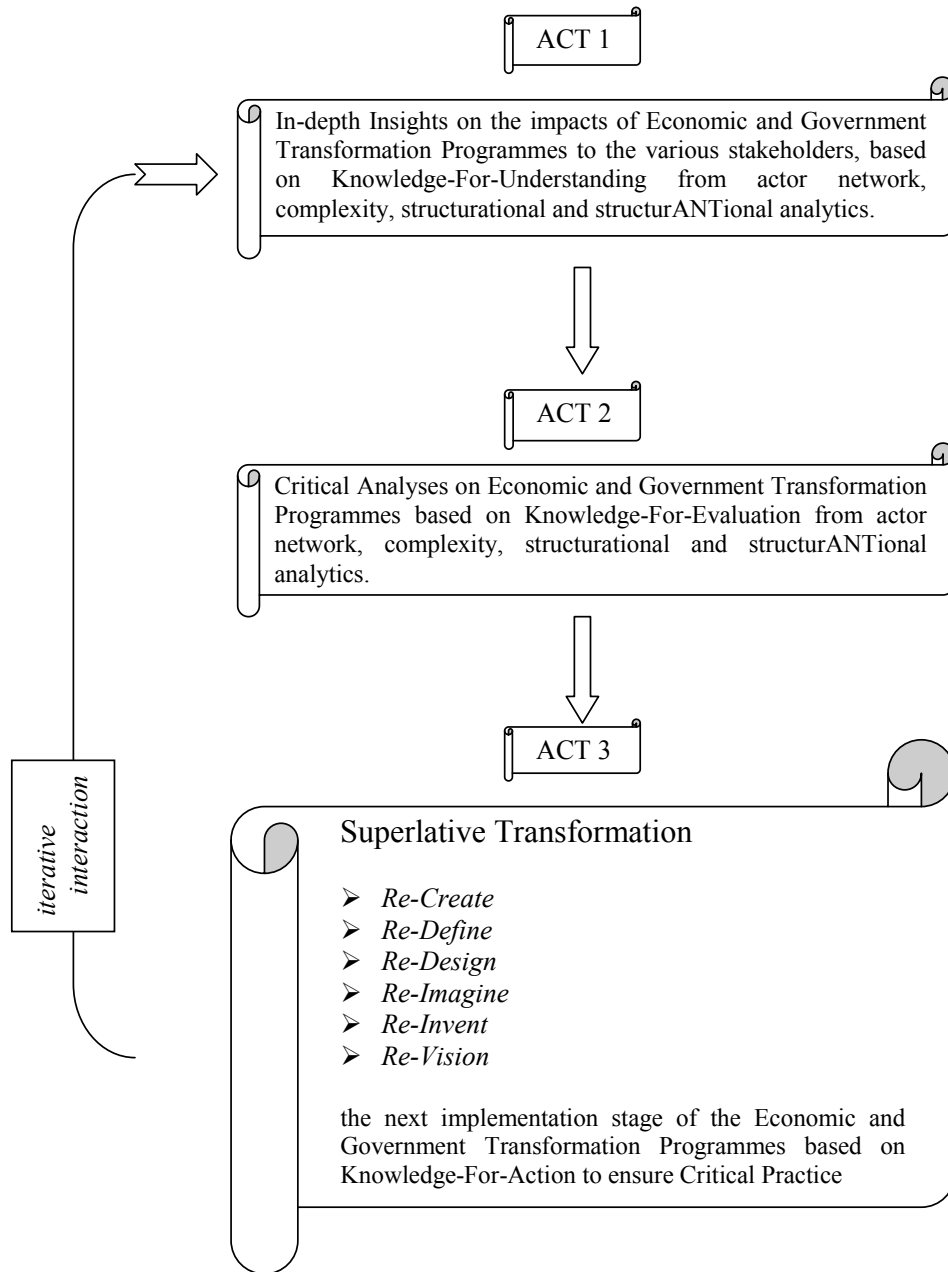 ACT 1
In-depth Insights on the impacts of Economic and Government
Transformation Programmes to the various stakeholders, based
on Knowledge-For-Understanding from actor network,
complexity, structurational and structurANTional analytics.
ACT 2
Critical Analyses on Economic and Government Transformation
Programmes based on Knowledge-For-Evaluation from actor
network, complexity, structurational and structurANTional
analytics.
ACT 3
iterative
interaction
Superlative Transformation
➢ Re-Create
➢ Re-Define
➢ Re-Design
➢ Re-Imagine
➢ Re-Invent
➢ Re-Vision
the next implementation stage of the Economic and
Government Transformation Programmes based on
Knowledge-For-Action to ensure Critical Practice